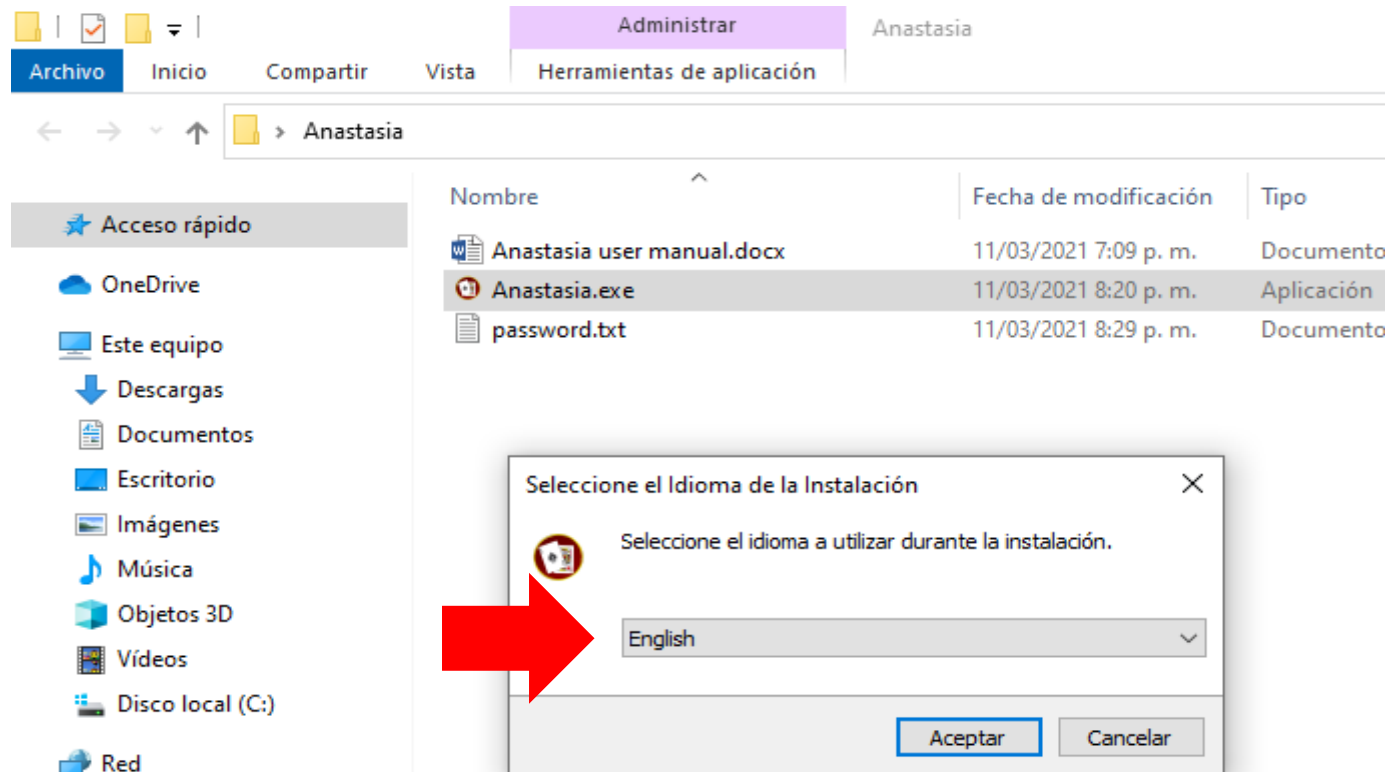 Administrar
Anastasia
Archivo Inicio Compartir Vista Herramientas de aplicación
Anastasia
Nombre Fecha de modificación Tipo
Acceso rápido
Anastasia user manual.docx 11/03/2021 7:09 p. m. Documento
OneDrive
Anastasia.exe 11/03/2021 8:20 p. m. Aplicación
password.txt 11/03/2021 8:29 p. m. Documento
Este equipo
Descargas
Documentos
Escritorio
Imágenes
Música
Objetos 3D
Vídeos
Disco local (C:)
Red
Seleccione el Idioma de la Instalación
Seleccione el idioma a utilizar durante la instalación.
English
Aceptar Cancelar